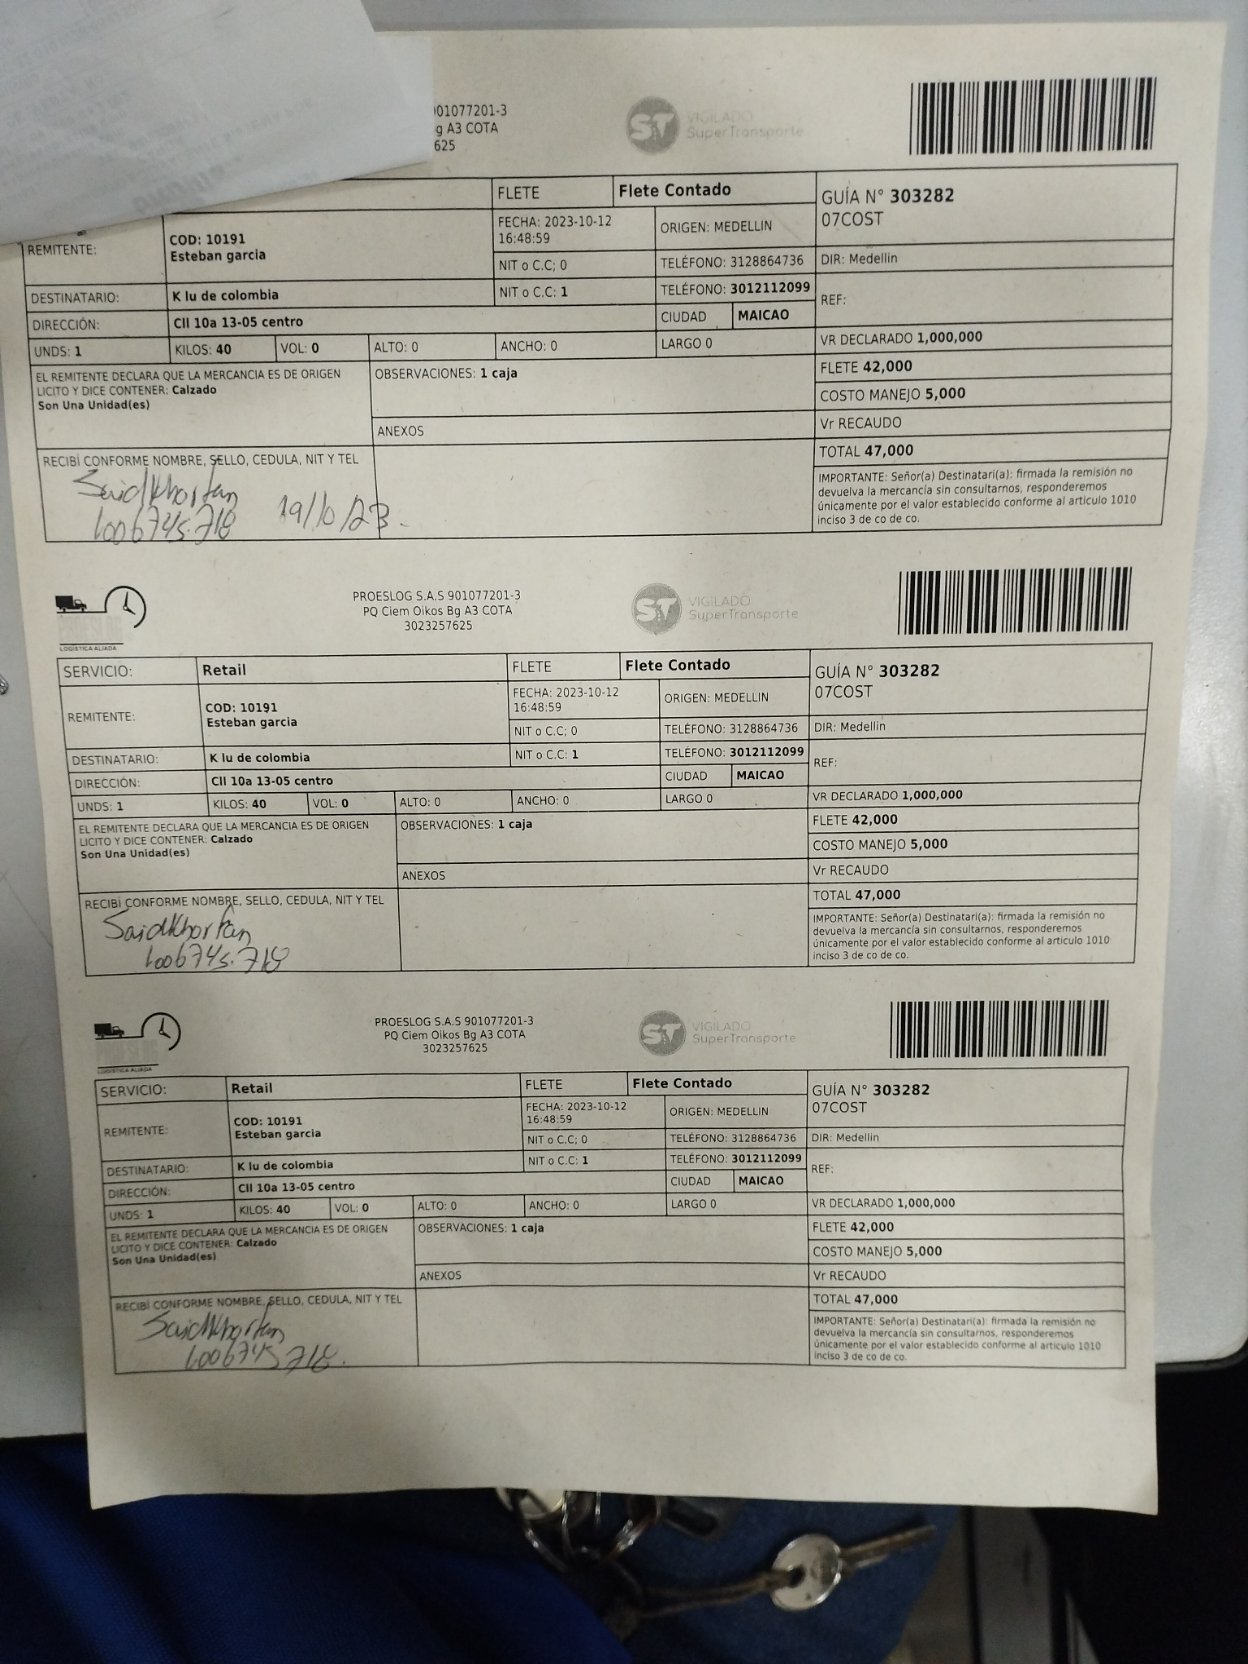 901077201-3
g A3 COTA
625
ST VIGILADO
SuperTransporte
FLETE Flete Contado
GUÍA N° 303282
07COST
REMITENTE: COD: 10191
Esteban garcia
FECHA: 2023-10-12
16:48:59
ORIGEN: MEDELLIN
NIT o C.C; 0 TELÉFONO: 3128864736 DIR: Medellin
DESTINATARIO: K lu de colombia NIT o C.C: 1 TELÉFONO: 3012112099 REF:
DIRECCIÓN: Cll 10a 13-05 centro CIUDAD MAICAO
UNDS: 1 KILOS: 40 VOL: 0 ALTO: 0 ANCHO: 0 LARGO 0 VR DECLARADO 1,000,000
EL REMITENTE DECLARA QUE LA MERCANCIA ES DE ORIGEN
LICITO Y DICE CONTENER: Calzado
Son Una Unidad(es)
OBSERVACIONES: 1 caja
FLETE 42,000
COSTO MANEJO 5,000
ANEXOS
Vr RECAUDO
TOTAL 47,000
RECIBÍ CONFORME NOMBRE, SELLO, CEDULA, NIT Y TEL
Said Khorfan
1006745.718 19/10/23.
IMPORTANTE: Señor(a) Destinatari(a): firmada la remisión no
devuelva la mercancía sin consultarnos, responderemos
únicamente por el valor establecido conforme al articulo 1010
inciso 3 de co de co.
LOGÍSTICA ALIADA
PROESLOG S.A.S 901077201-3
PQ Ciem Oikos Bg A3 COTA
3023257625
ST VIGILADO
SuperTransporte
SERVICIO: Retail FLETE Flete Contado
GUÍA N° 303282
07COST
REMITENTE: COD: 10191
Esteban garcia
FECHA: 2023-10-12
16:48:59
ORIGEN: MEDELLIN
NIT o C.C; 0 TELÉFONO: 3128864736 DIR: Medellin
DESTINATARIO: K lu de colombia NIT o C.C: 1 TELÉFONO: 3012112099 REF:
DIRECCIÓN: Cll 10a 13-05 centro CIUDAD MAICAO
UNDS: 1 KILOS: 40 VOL: 0 ALTO: 0 ANCHO: 0 LARGO 0 VR DECLARADO 1,000,000
EL REMITENTE DECLARA QUE LA MERCANCIA ES DE ORIGEN
LICITO Y DICE CONTENER: Calzado
Son Una Unidad(es)
OBSERVACIONES: 1 caja
FLETE 42,000
COSTO MANEJO 5,000
ANEXOS
Vr RECAUDO
TOTAL 47,000
RECIBÍ CONFORME NOMBRE, SELLO, CEDULA, NIT Y TEL
Said Khorfan
1006745.718
IMPORTANTE: Señor(a) Destinatari(a): firmada la remisión no
devuelva la mercancía sin consultarnos, responderemos
únicamente por el valor establecido conforme al articulo 1010
inciso 3 de co de co.
LOGÍSTICA ALIADA
PROESLOG S.A.S 901077201-3
PQ Ciem Oikos Bg A3 COTA
3023257625
ST VIGILADO
SuperTransporte
SERVICIO: Retail FLETE Flete Contado
GUÍA N° 303282
07COST
REMITENTE: COD: 10191
Esteban garcia
FECHA: 2023-10-12
16:48:59
ORIGEN: MEDELLIN
NIT o C.C; 0 TELÉFONO: 3128864736 DIR: Medellin
DESTINATARIO: K lu de colombia NIT o C.C: 1 TELÉFONO: 3012112099 REF:
DIRECCIÓN: Cll 10a 13-05 centro CIUDAD MAICAO
UNDS: 1 KILOS: 40 VOL: 0 ALTO: 0 ANCHO: 0 LARGO 0 VR DECLARADO 1,000,000
EL REMITENTE DECLARA QUE LA MERCANCIA ES DE ORIGEN
LICITO Y DICE CONTENER: Calzado
Son Una Unidad(es)
OBSERVACIONES: 1 caja
FLETE 42,000
COSTO MANEJO 5,000
ANEXOS
Vr RECAUDO
TOTAL 47,000
RECIBÍ CONFORME NOMBRE, SELLO, CEDULA, NIT Y TEL
Said Khorfan
1006745 718.
IMPORTANTE: Señor(a) Destinatari(a): firmada la remisión no
devuelva la mercancía sin consultarnos, responderemos
únicamente por el valor establecido conforme al articulo 1010
inciso 3 de co de co.